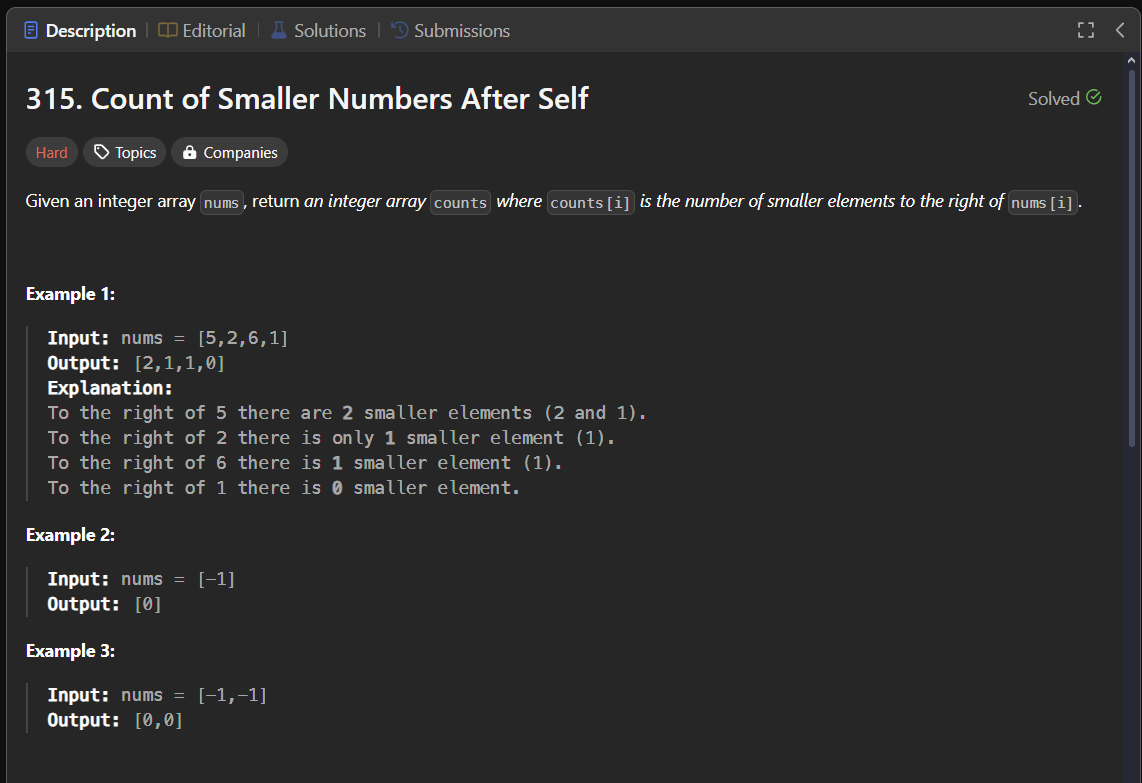 Description | Editorial | Solutions | Submissions
315. Count of Smaller Numbers After Self
Solved
Hard Topics Companies
Given an integer array nums, return an integer array counts where counts[i] is the number of smaller elements to the right of nums[i].
Example 1:
Input: nums = [5,2,6,1]
Output: [2,1,1,0]
Explanation:
To the right of 5 there are 2 smaller elements (2 and 1).
To the right of 2 there is only 1 smaller element (1).
To the right of 6 there is 1 smaller element (1).
To the right of 1 there is 0 smaller element.
Example 2:
Input: nums = [-1]
Output: [0]
Example 3:
Input: nums = [-1,-1]
Output: [0,0]